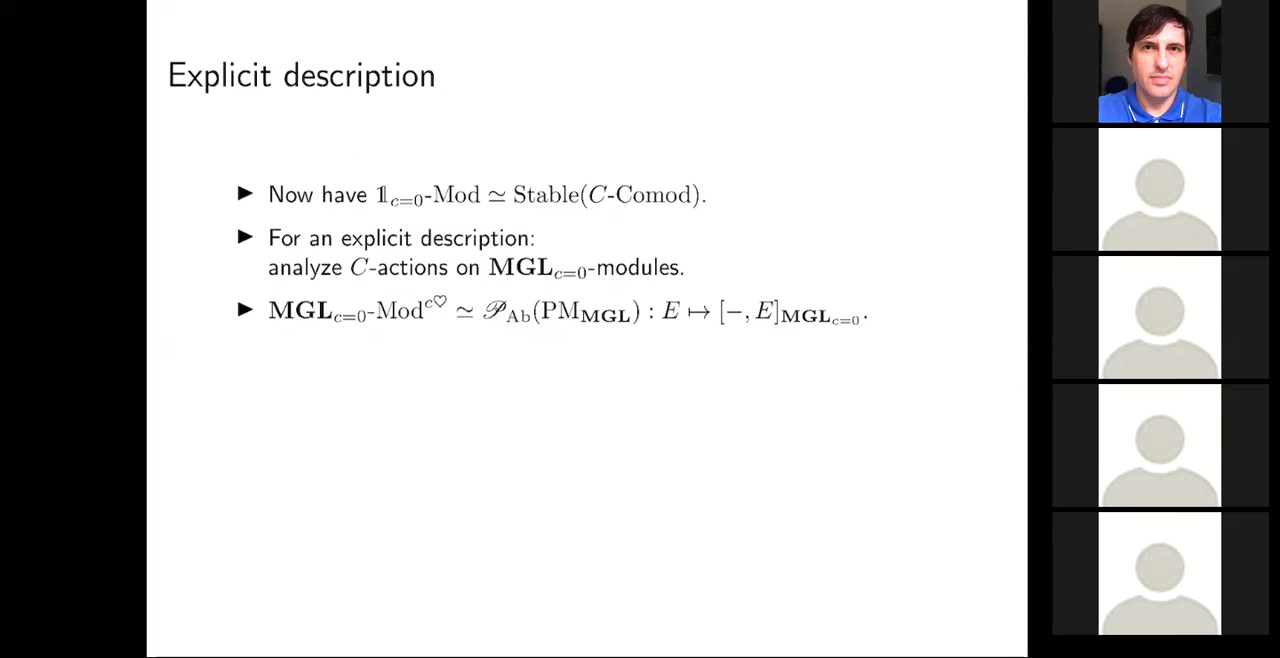 Explicit description
▶ Now have 𝟙_{c=0}-Mod ≃ Stable(C-Comod).
▶ For an explicit description:
analyze C-actions on MGL_{c=0}-modules.
▶ MGL_{c=0}-Mod^{c♡} ≃ 𝒫_{Ab}(PM_{MGL}) : E ↦ [−, E]_{MGL_{c=0}}.